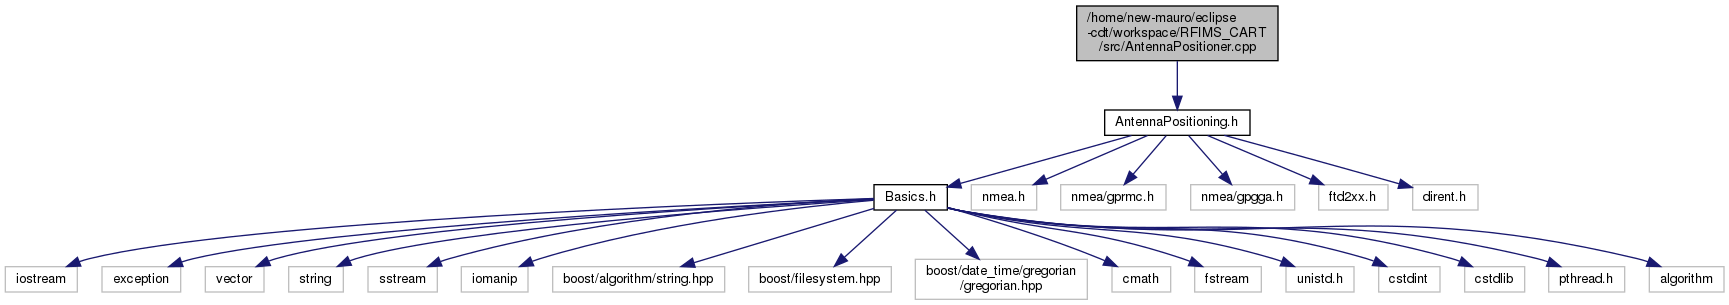 /home/new-mauro/eclipse
-cdt/workspace/RFIMS_CART
/src/AntennaPositioner.cpp
AntennaPositioning.h
Basics.h
nmea.h
nmea/gprmc.h
nmea/gpgga.h
ftd2xx.h
dirent.h
iostream
exception
vector
string
sstream
iomanip
boost/algorithm/string.hpp
boost/filesystem.hpp
boost/date_time/gregorian
/gregorian.hpp
cmath
fstream
unistd.h
cstdint
cstdlib
pthread.h
algorithm